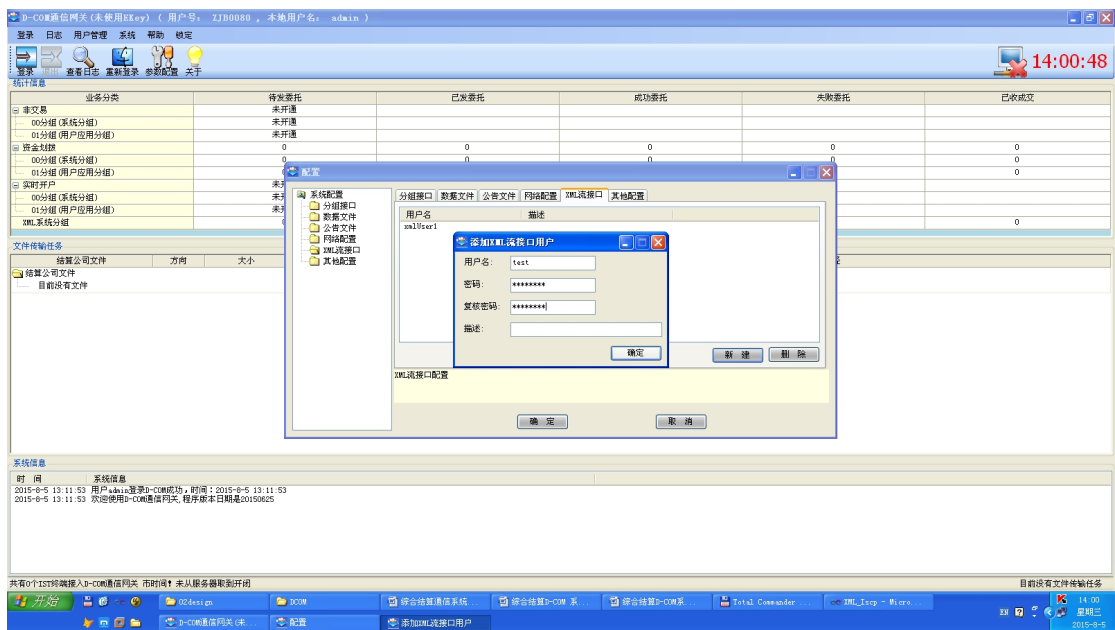 D-COM通信网关(未使用EKey) ( 用户号: ZJB0080 , 本地用户名: admin )
登录 日志 用户管理 系统 帮助 锁定
登录 退出 查看日志 重新登录 参数配置 关于
14:00:48
统计信息
业务分类 待发委托 已发委托 成功委托 失败委托 已收成交
非交易 未开通
00分组(系统分组) 未开通
01分组(用户应用分组) 未开通
资金划拨 0 0 0 0 0
00分组(系统分组) 0 0 0 0 0
01分组(用户应用分组) 0
实时开户
00分组(系统分组)
01分组(用户应用分组)
XML系统分组 0
配置
系统配置
分组接口
数据文件
公告文件
网络配置
XML流接口
其他配置
分组接口 数据文件 公告文件 网络配置 XML流接口 其他配置
用户名 描述
xmlUser1
添加XML流接口用户
用户名: test
密码: ********
复核密码: ********
描述:
确定
新 建 删 除
XML流接口配置
确 定 取 消
文件传输任务
结算公司文件 方向 大小
结算公司文件
目前没有文件
系统信息
时 间 系统信息
2015-8-5 13:11:53 用户admin登录D-COM成功,时间:2015-8-5 13:11:53
2015-8-5 13:11:53 欢迎使用D-COM通信网关,程序版本日期是20150625
共有0个IST终端接入D-COM通信网关 币时间! 未从服务器取到开闭
目前没有文件传输任务
开始 02design DCOM 综合结算通信系统... 综合结算D-COM 系... 综合结算D-COM系... Total Commander ... XML_Iscp - Micro...
D-COM通信网关(未... 配置 添加XML流接口用户
14:00
星期三
2015-8-5